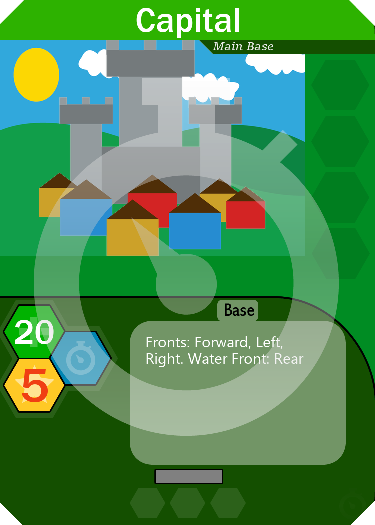 Capital
Main Base
20
5
Base
Fronts: Forward, Left,
Right. Water Front: Rear